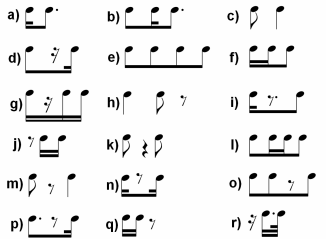 a) b) c)
d) e) f)
g) h) i)
j) k) l)
m) n) o)
p) q) r)